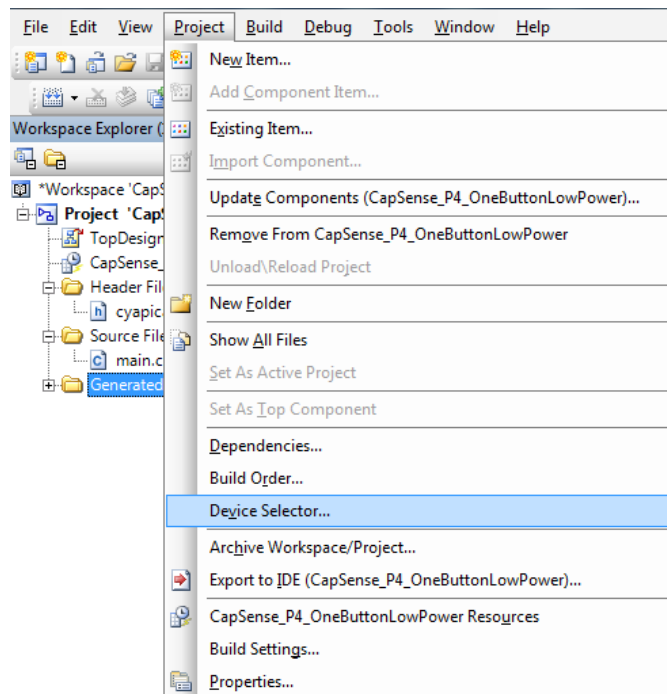 File Edit View Project Build Debug Tools Window Help
New Item...
Add Component Item...
Workspace Explorer (
Existing Item...
Import Component...
*Workspace 'CapS
Update Components (CapSense_P4_OneButtonLowPower)...
Project 'CapS
Remove From CapSense_P4_OneButtonLowPower
TopDesign
CapSense_
Unload\Reload Project
Header File
New Folder
cyapic
Source File
Show All Files
main.c
Set As Active Project
Generated
Set As Top Component
Dependencies...
Build Order...
Device Selector...
Archive Workspace/Project...
Export to IDE (CapSense_P4_OneButtonLowPower)...
CapSense_P4_OneButtonLowPower Resources
Build Settings...
Properties...